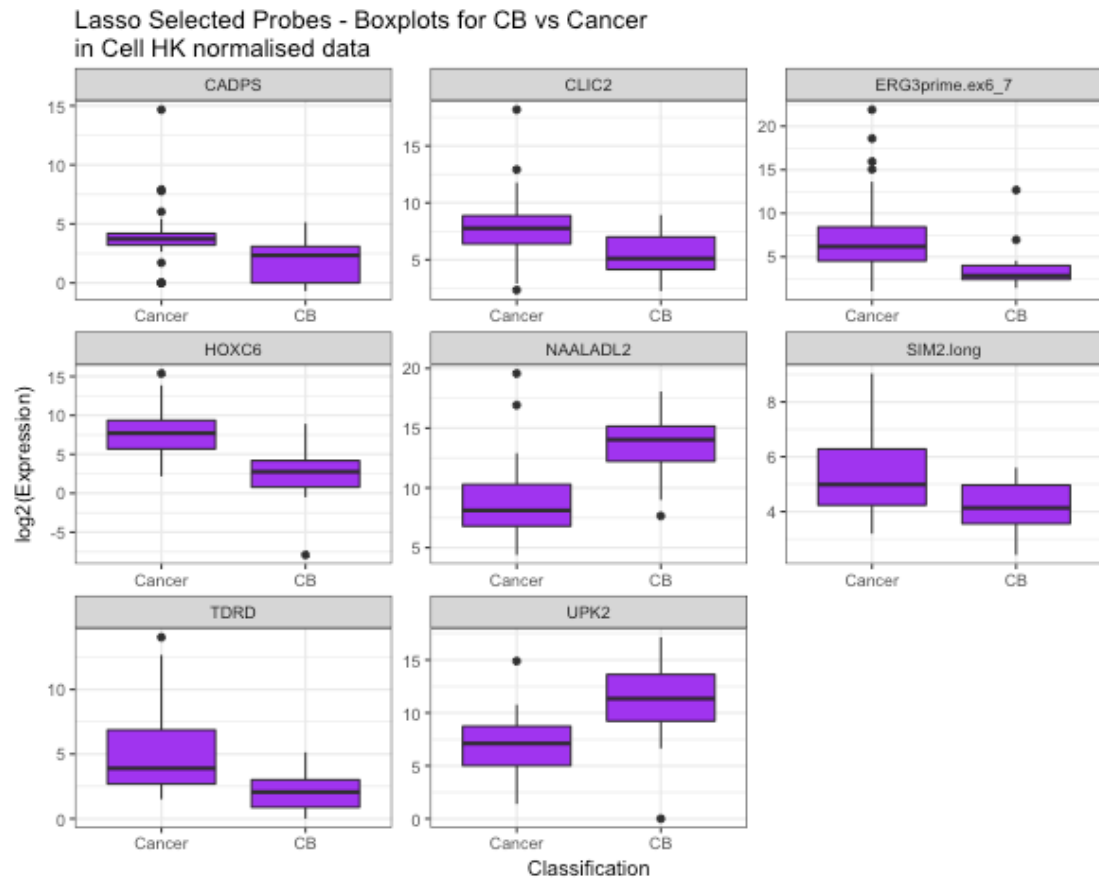 Lasso Selected Probes - Boxplots for CB vs Cancer
in Cell HK normalised data
CADPS
CLIC2
ERG3prime.ex6_7
15
10
5
0
15
10
5
20
15
10
5
Cancer
CB
Cancer
CB
Cancer
CB
HOXC6
NAALADL2
SIM2.long
15
10
5
0
-5
20
15
10
5
8
6
4
Cancer
CB
Cancer
CB
Cancer
CB
TDRD
UPK2
10
5
0
15
10
5
0
Cancer
CB
Cancer
CB
log2(Expression)
Classification